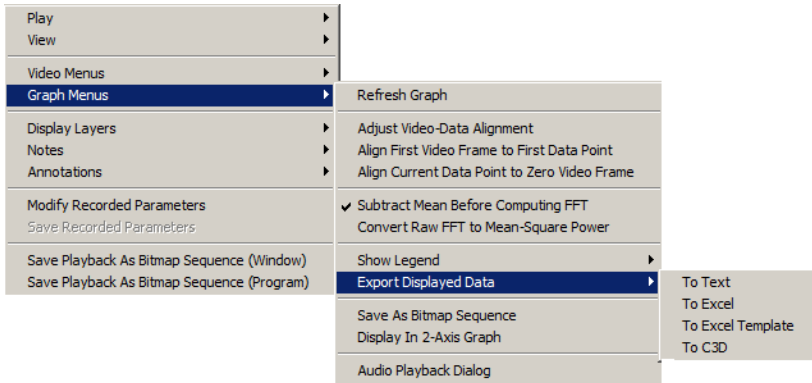 Play
View
Video Menus
Graph Menus
Display Layers
Notes
Annotations
Modify Recorded Parameters
Save Recorded Parameters
Save Playback As Bitmap Sequence (Window)
Save Playback As Bitmap Sequence (Program)
Refresh Graph
Adjust Video-Data Alignment
Align First Video Frame to First Data Point
Align Current Data Point to Zero Video Frame
Subtract Mean Before Computing FFT
Convert Raw FFT to Mean-Square Power
Show Legend
Export Displayed Data
Save As Bitmap Sequence
Display In 2-Axis Graph
Audio Playback Dialog
To Text
To Excel
To Excel Template
To C3D